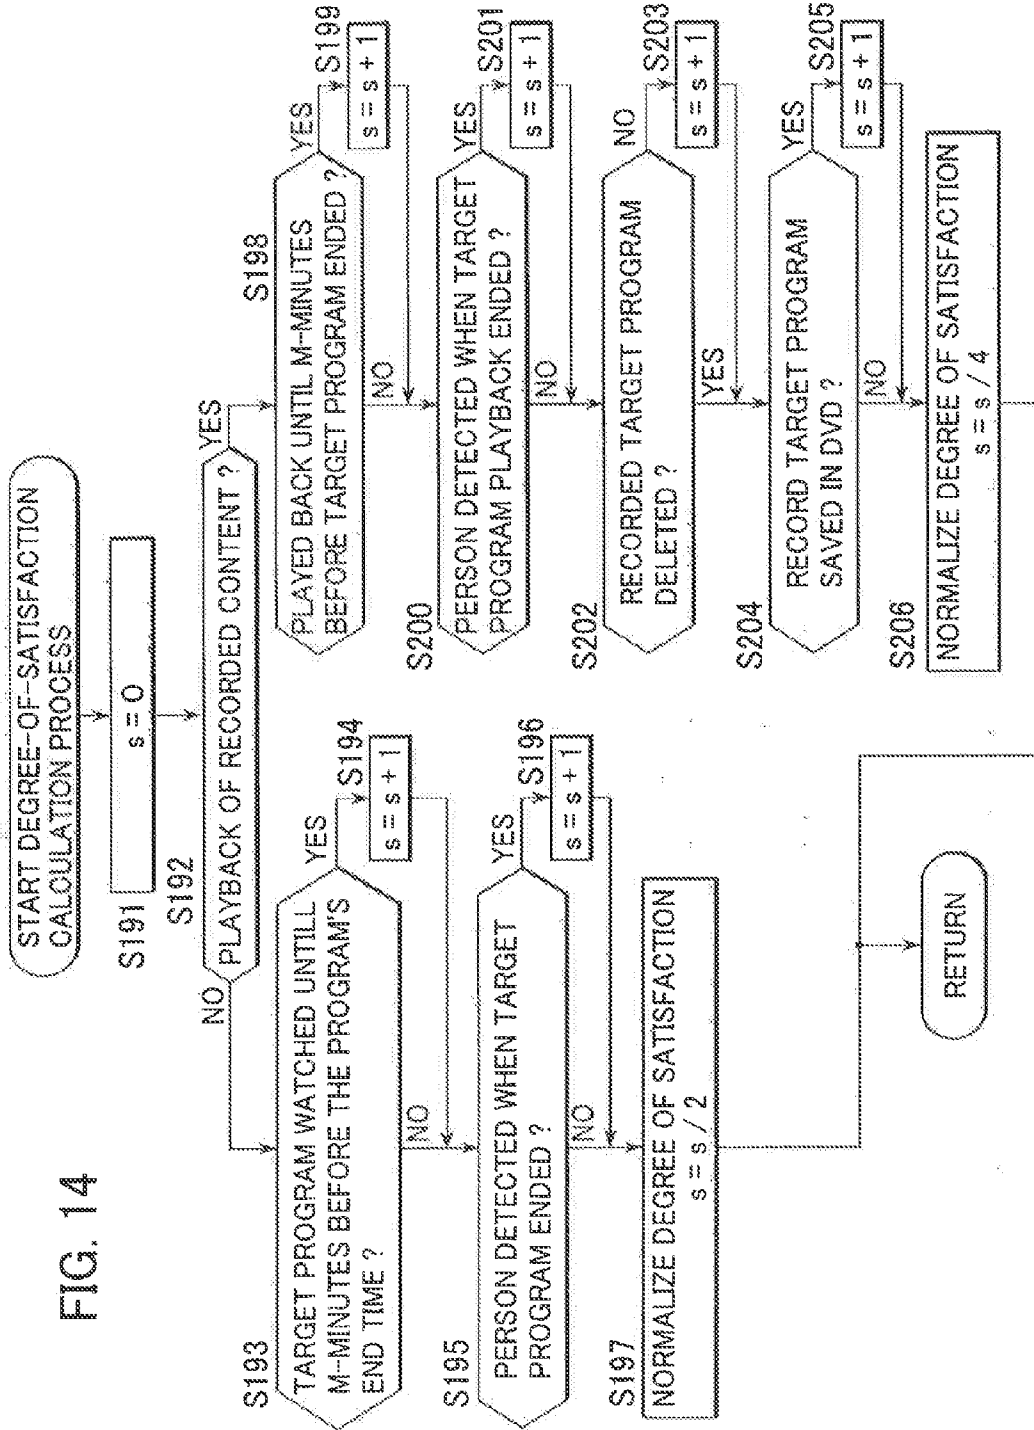 FIG. 14
START DEGREE-OF-SATISFACTION
CALCULATION PROCESS
S191
s = 0
S192
PLAYBACK OF RECORDED CONTENT ?
NO
YES
S193
TARGET PROGRAM WATCHED UNTILL
M-MINUTES BEFORE THE PROGRAM'S
END TIME ?
YES
S194
s = s + 1
NO
S195
PERSON DETECTED WHEN TARGET
PROGRAM ENDED ?
YES
S196
s = s + 1
NO
S197
NORMALIZE DEGREE OF SATISFACTION
s = s / 2
S198
PLAYED BACK UNTIL M-MINUTES
BEFORE TARGET PROGRAM ENDED ?
YES
S199
s = s + 1
NO
S200
PERSON DETECTED WHEN TARGET
PROGRAM PLAYBACK ENDED ?
YES
S201
s = s + 1
NO
S202
RECORDED TARGET PROGRAM
DELETED ?
NO
S203
s = s + 1
YES
S204
RECORD TARGET PROGRAM
SAVED IN DVD ?
YES
S205
s = s + 1
NO
S206
NORMALIZE DEGREE OF SATISFACTION
s = s / 4
RETURN